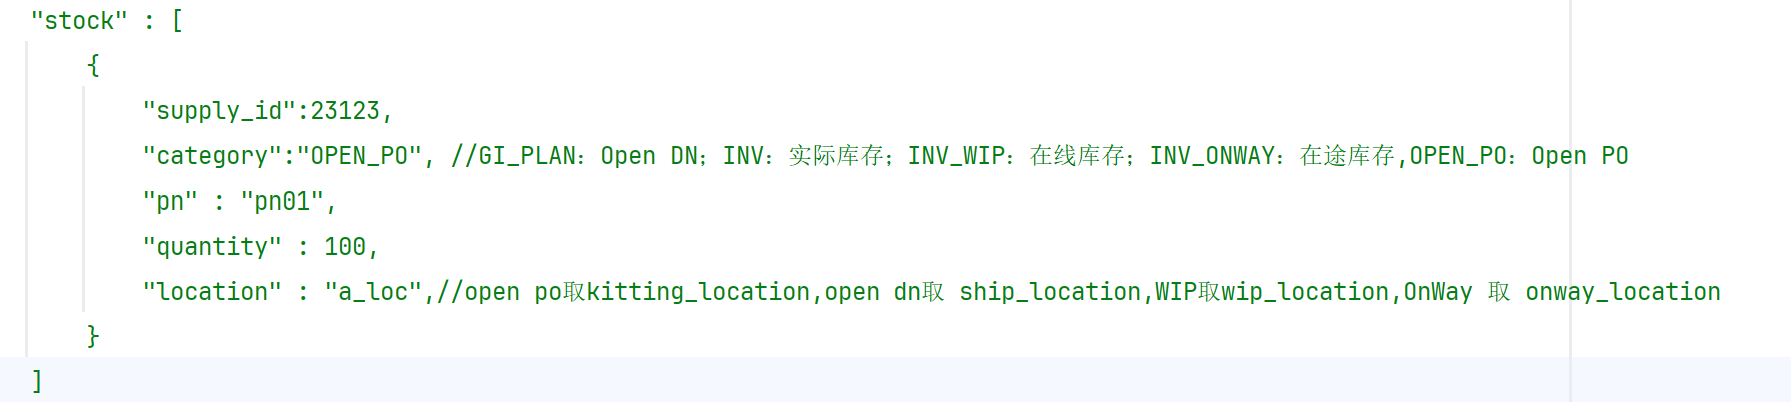 "stock" : [
{
"supply_id":23123,
"category":"OPEN_PO", //GI_PLAN：Open DN；INV：实际库存；INV_WIP：在线库存；INV_ONWAY：在途库存,OPEN_PO：Open PO
"pn" : "pn01",
"quantity" : 100,
"location" : "a_loc",//open po取kitting_location,open dn取 ship_location,WIP取wip_location,OnWay 取 onway_location
}
]